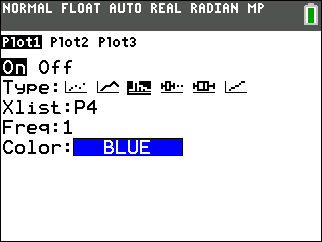 NORMAL FLOAT AUTO REAL RADIAN MP
Plot1 Plot2 Plot3
On Off
Type:
Xlist:P4
Freq:1
Color: BLUE